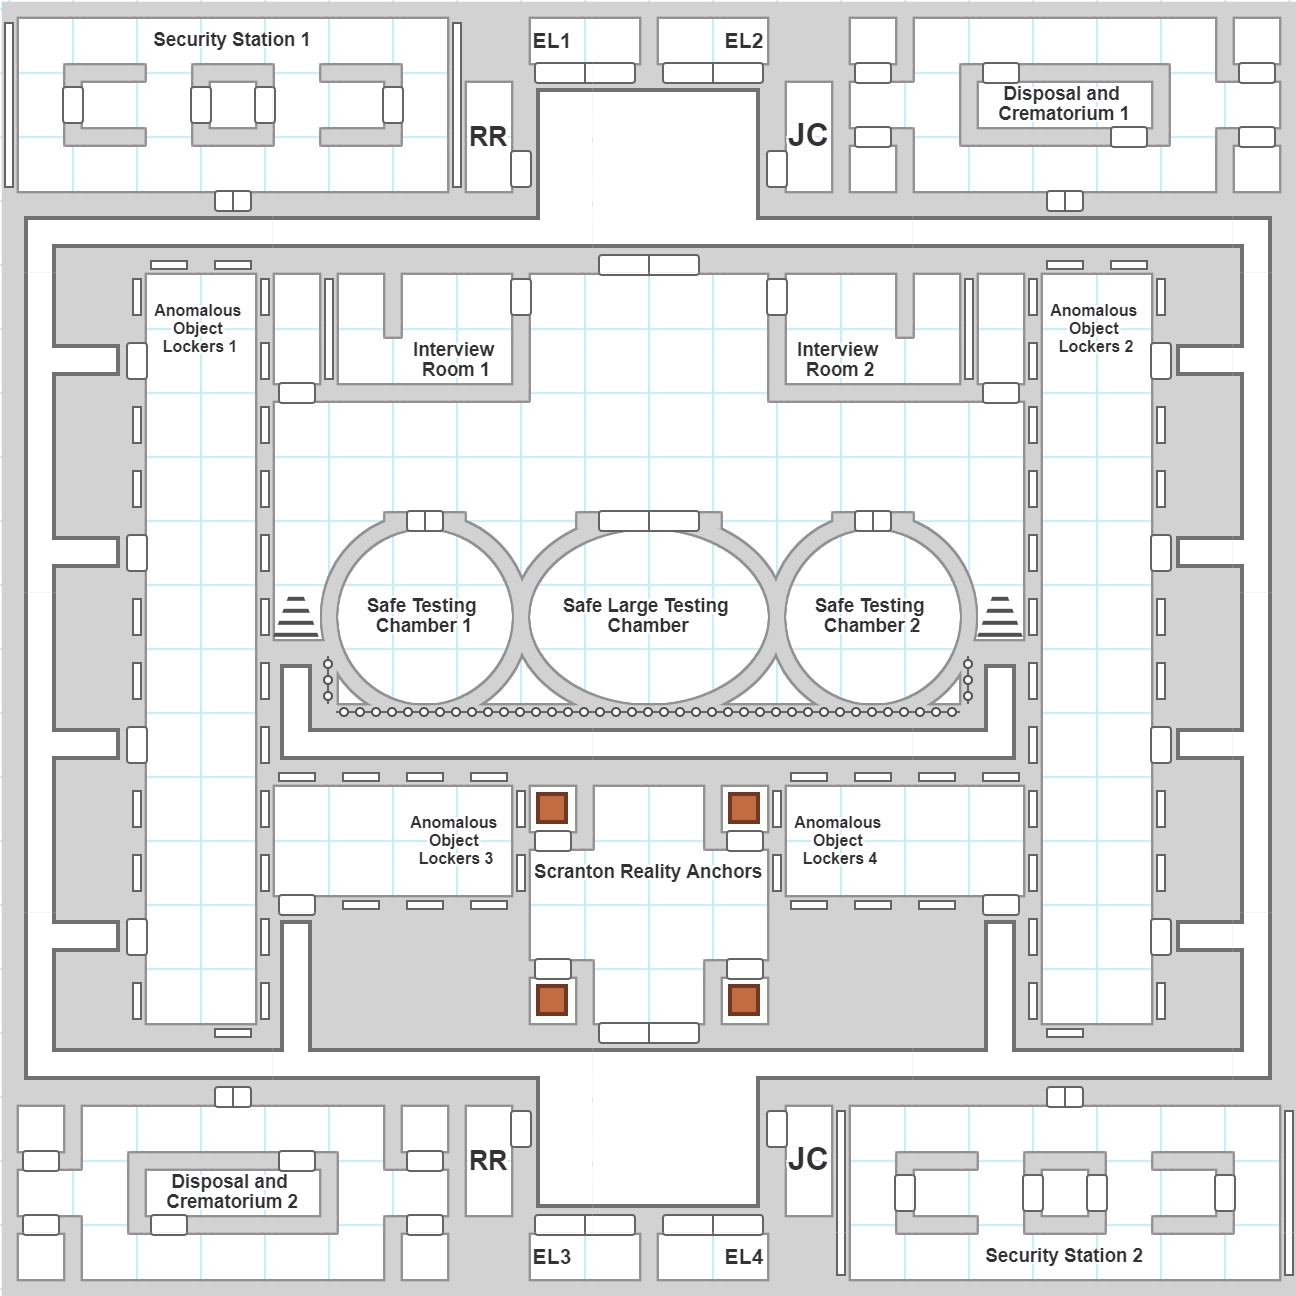 Security Station 1
EL1
EL2
RR
JC
Disposal and
Crematorium 1
Anomalous
Object
Lockers 1
Interview
Room 1
Interview
Room 2
Anomalous
Object
Lockers 2
Safe Testing
Chamber 1
Safe Large Testing
Chamber
Safe Testing
Chamber 2
Anomalous
Object
Lockers 3
Anomalous
Object
Lockers 4
Scranton Reality Anchors
Disposal and
Crematorium 2
RR
JC
EL3
EL4
Security Station 2